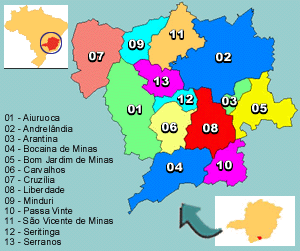 11
09
02
07
13
12
03
01
05
06
08
04
10
01 - Aiuruoca
02 - Andrelândia
03 - Arantina
04 - Bocaina de Minas
05 - Bom Jardim de Minas
06 - Carvalhos
07 - Cruzília
08 - Liberdade
09 - Minduri
10 - Passa Vinte
11 - São Vicente de Minas
12 - Seritinga
13 - Serranos